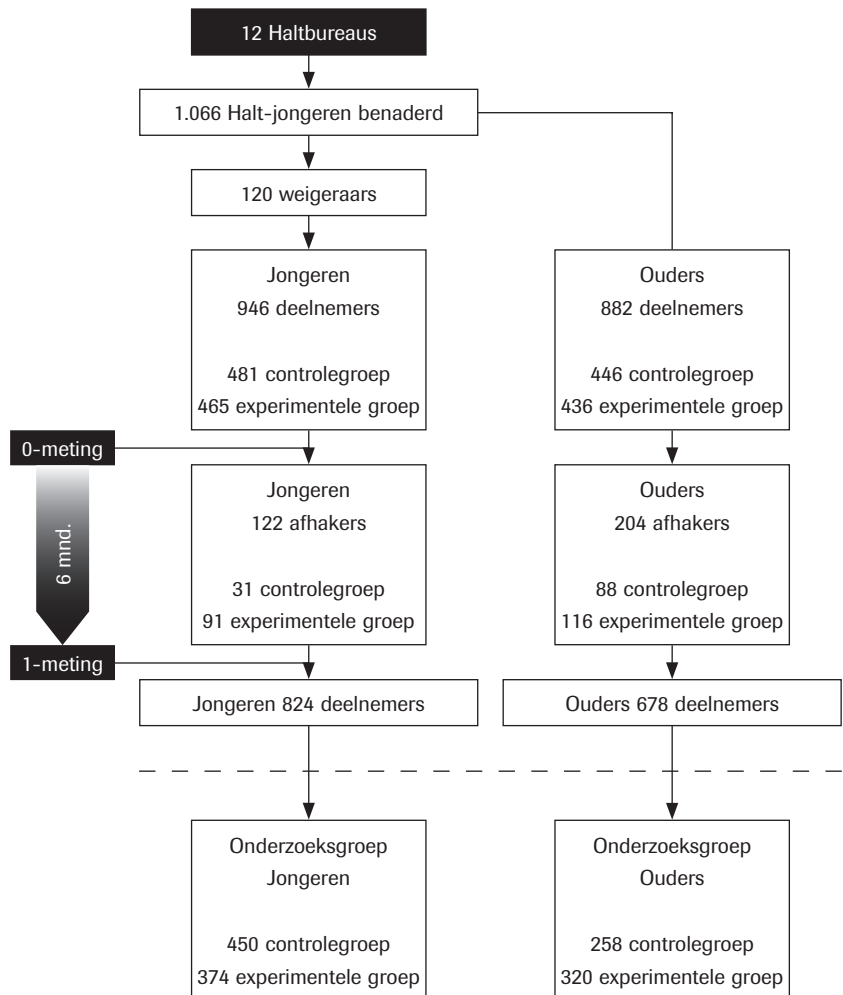 12 Haltbureaus
1.066 Halt-jongeren benaderd
120 weigeraars
Jongeren
946 deelnemers
481 controlegroep
465 experimentele groep
Ouders
882 deelnemers
446 controlegroep
436 experimentele groep
0-meting
6 mnd.
1-meting
Jongeren
122 afhakers
31 controlegroep
91 experimentele groep
Ouders
204 afhakers
88 controlegroep
116 experimentele groep
Jongeren 824 deelnemers
Ouders 678 deelnemers
Onderzoeksgroep
Jongeren
450 controlegroep
374 experimentele groep
Onderzoeksgroep
Ouders
258 controlegroep
320 experimentele groep